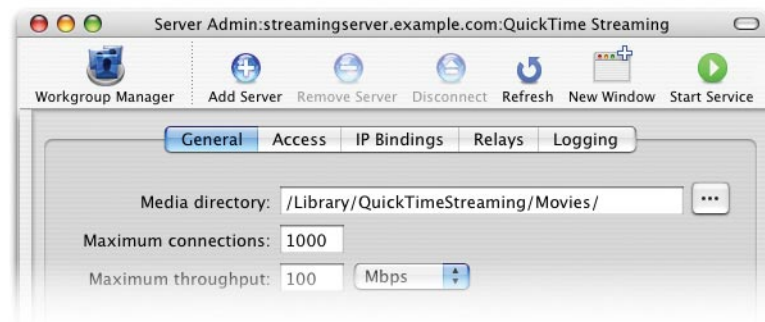 Server Admin:streamingserver.example.com:QuickTime Streaming
Workgroup Manager Add Server Remove Server Disconnect Refresh New Window Start Service
General Access IP Bindings Relays Logging
Media directory: /Library/QuickTimeStreaming/Movies/ ...
Maximum connections: 1000
Maximum throughput: 100 Mbps